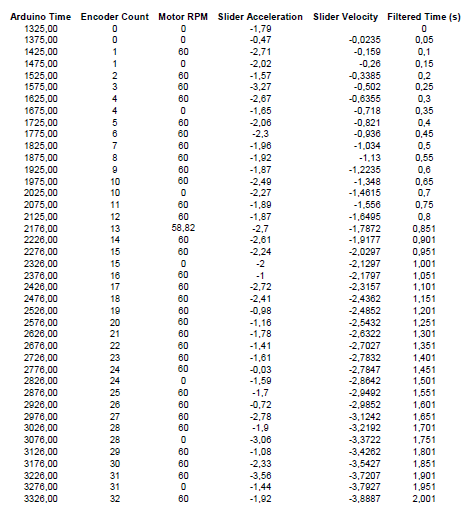 Arduino Time Encoder Count Motor RPM Slider Acceleration Slider Velocity Filtered Time (s)
1325,00 0 0 -1,79 0
1375,00 0 0 -0,47 -0,0235 0,05
1425,00 1 60 -2,71 -0,159 0,1
1475,00 1 0 -2,02 -0,26 0,15
1525,00 2 60 -1,57 -0,3385 0,2
1575,00 3 60 -3,27 -0,502 0,25
1625,00 4 60 -2,67 -0,6355 0,3
1675,00 4 0 -1,65 -0,718 0,35
1725,00 5 60 -2,06 -0,821 0,4
1775,00 6 60 -2,3 -0,936 0,45
1825,00 7 60 -1,96 -1,034 0,5
1875,00 8 60 -1,92 -1,13 0,55
1925,00 9 60 -1,87 -1,2235 0,6
1975,00 10 60 -2,49 -1,348 0,65
2025,00 10 0 -2,27 -1,4615 0,7
2075,00 11 60 -1,89 -1,556 0,75
2125,00 12 60 -1,87 -1,6495 0,8
2176,00 13 58,82 -2,7 -1,7872 0,851
2226,00 14 60 -2,61 -1,9177 0,901
2276,00 15 60 -2,24 -2,0297 0,951
2326,00 15 0 -2 -2,1297 1,001
2376,00 16 60 -1 -2,1797 1,051
2426,00 17 60 -2,72 -2,3157 1,101
2476,00 18 60 -2,41 -2,4362 1,151
2526,00 19 60 -0,98 -2,4852 1,201
2576,00 20 60 -1,16 -2,5432 1,251
2626,00 21 60 -1,78 -2,6322 1,301
2676,00 22 60 -1,41 -2,7027 1,351
2726,00 23 60 -1,61 -2,7832 1,401
2776,00 24 60 -0,03 -2,7847 1,451
2826,00 24 0 -1,59 -2,8642 1,501
2876,00 25 60 -1,7 -2,9492 1,551
2926,00 26 60 -0,72 -2,9852 1,601
2976,00 27 60 -2,78 -3,1242 1,651
3026,00 28 60 -1,9 -3,2192 1,701
3076,00 28 0 -3,06 -3,3722 1,751
3126,00 29 60 -1,08 -3,4262 1,801
3176,00 30 60 -2,33 -3,5427 1,851
3226,00 31 60 -3,56 -3,7207 1,901
3276,00 31 0 -1,44 -3,7927 1,951
3326,00 32 60 -1,92 -3,8887 2,001